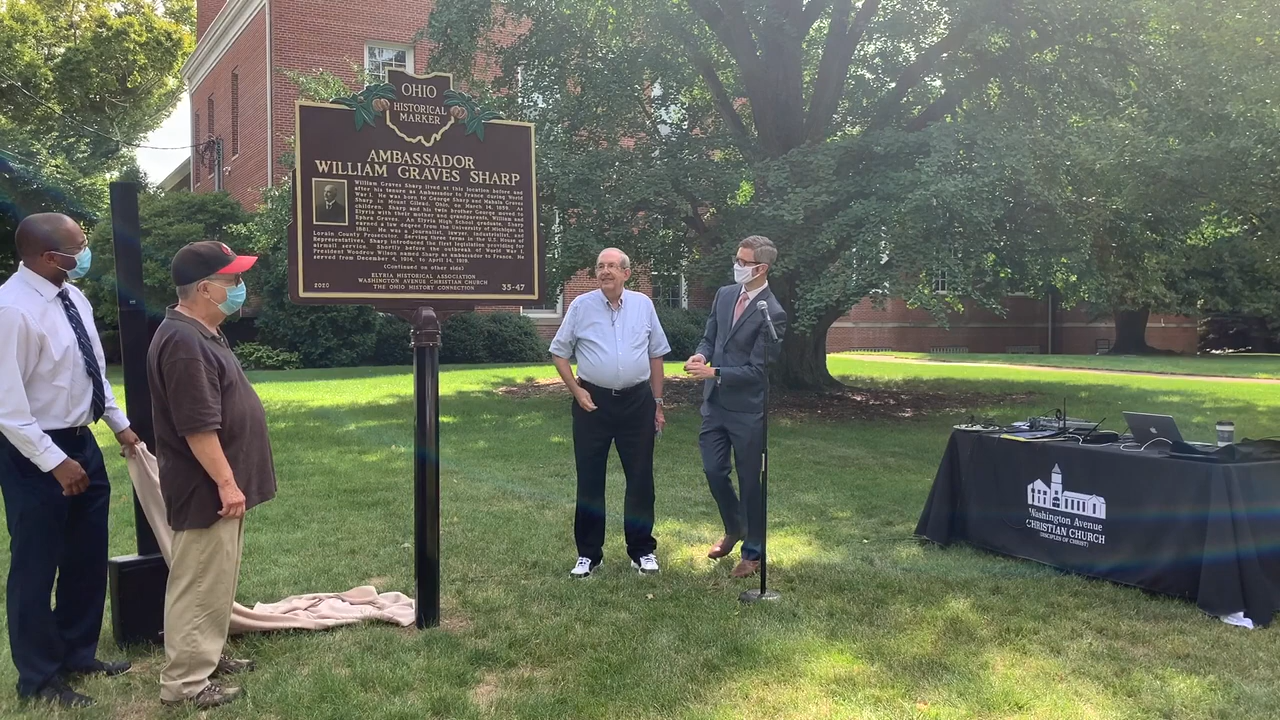 OHIO
HISTORICAL
MARKER
AMBASSADOR
WILLIAM GRAVES SHARP
William Graves Sharp lived at this location before and
after his tenure as Ambassador to France during World
War I. He was born to George Sharp and Mahala Graves
Sharp in Mount Gilead, Ohio, on March 14, 1859. As
children, Sharp and his twin brother George moved to
Elyria with their mother and grandparents, William and
Ephra Graves. An Elyria High School graduate, Sharp
earned a law degree from the University of Michigan in
1881. He was a journalist, lawyer, industrialist, and
Lorain County Prosecutor. Serving three terms in the U.S. House of
Representatives, Sharp introduced the first legislation providing for
airmail service. Shortly before the outbreak of World War I,
President Woodrow Wilson named Sharp as ambassador to France. He
served from December 4, 1914, to April 14, 1919.
(Continued on other side)
ELYRIA HISTORICAL ASSOCIATION
WASHINGTON AVENUE CHRISTIAN CHURCH
2020 THE OHIO HISTORY CONNECTION 35-47
Washington Avenue
CHRISTIAN CHURCH
(DISCIPLES OF CHRIST)